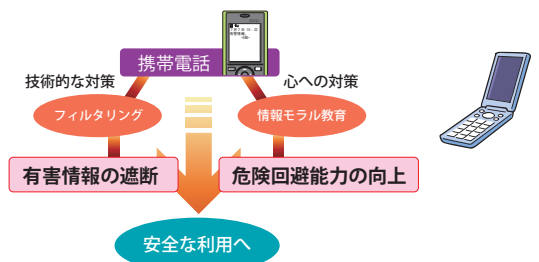 携帯電話
技術的な対策
心への対策
フィルタリング
情報モラル教育
有害情報の遮断
危険回避能力の向上
安全な利用へ